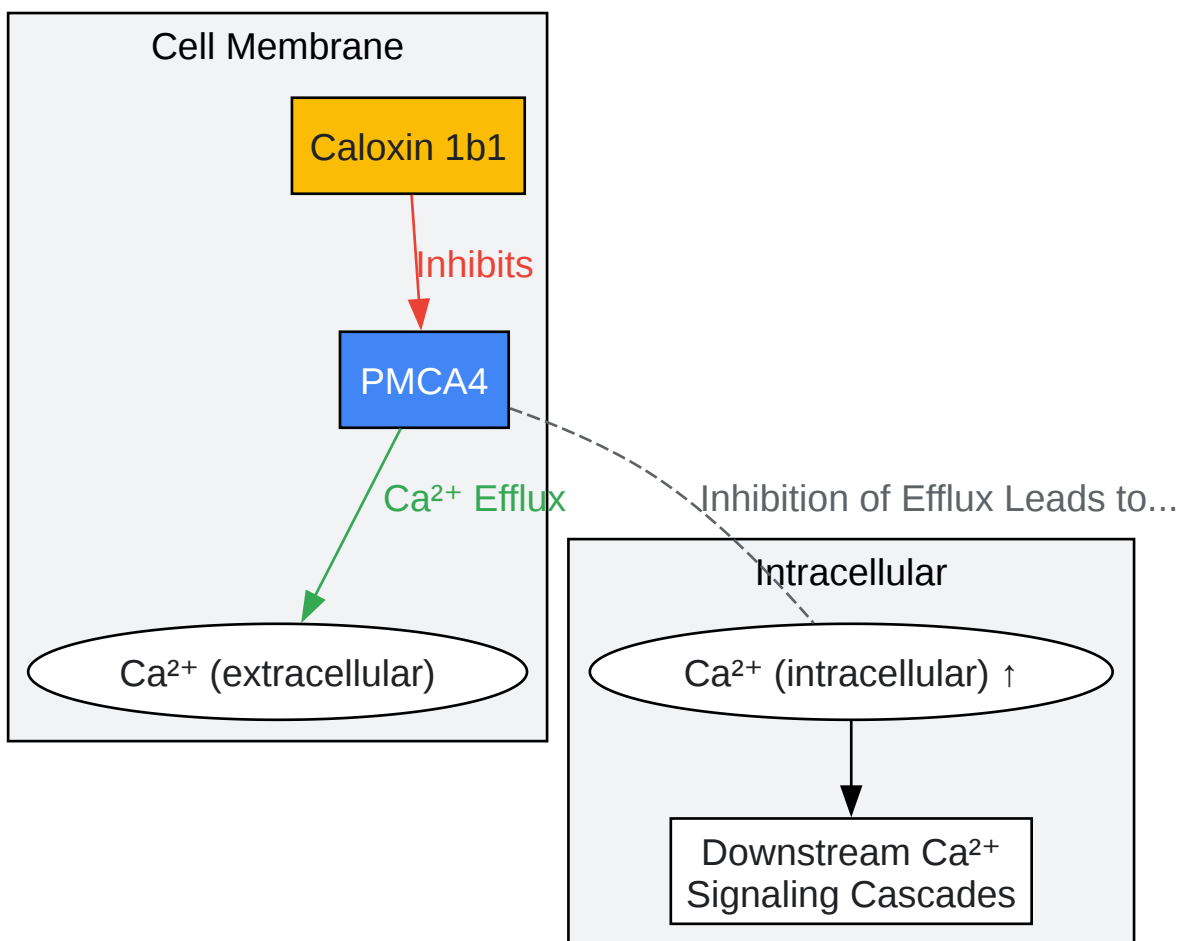 Cell Membrane
Caloxin 1b1
Inhibits
PMCA4
Ca²⁺ Efflux
Inhibition of Efflux Leads to...
Intracellular
Ca²⁺ (extracellular)
Ca²⁺ (intracellular) ↑
Downstream Ca²⁺
Signaling Cascades